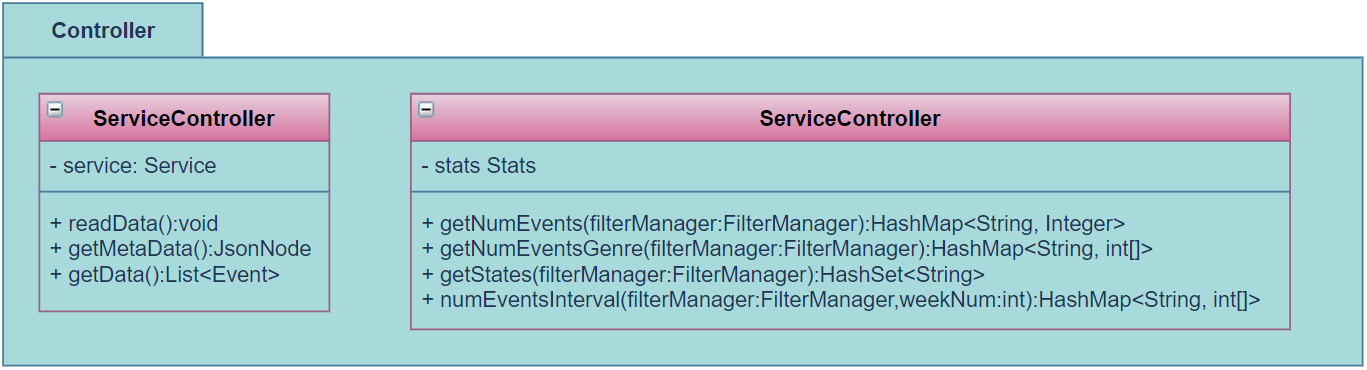 Controller
ServiceController
- service: Service
+ readData():void
+ getMetaData():JsonNode
+ getData():List<Event>
ServiceController
- stats Stats
+ getNumEvents(filterManager:FilterManager):HashMap<String, Integer>
+ getNumEventsGenre(filterManager:FilterManager):HashMap<String, int[]>
+ getStates(filterManager:FilterManager):HashSet<String>
+ numEventsInterval(filterManager:FilterManager,weekNum:int):HashMap<String, int[]>